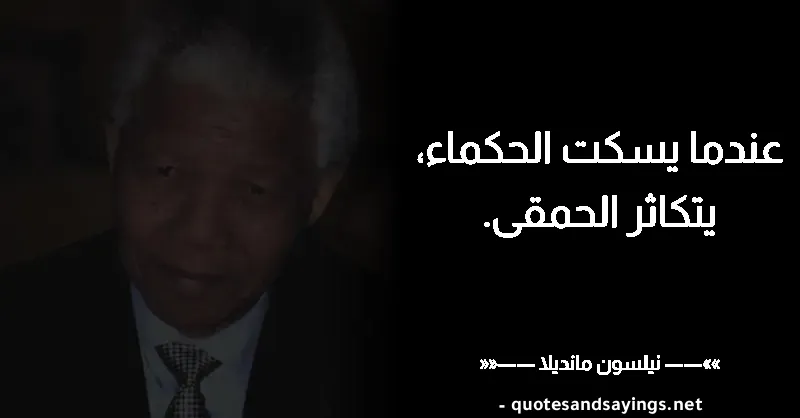 عندما يسكت الحكماء،
يتكاثر الحمقى.
««—— نيلسون مانديلا ——»»
- quotesandsayings.net